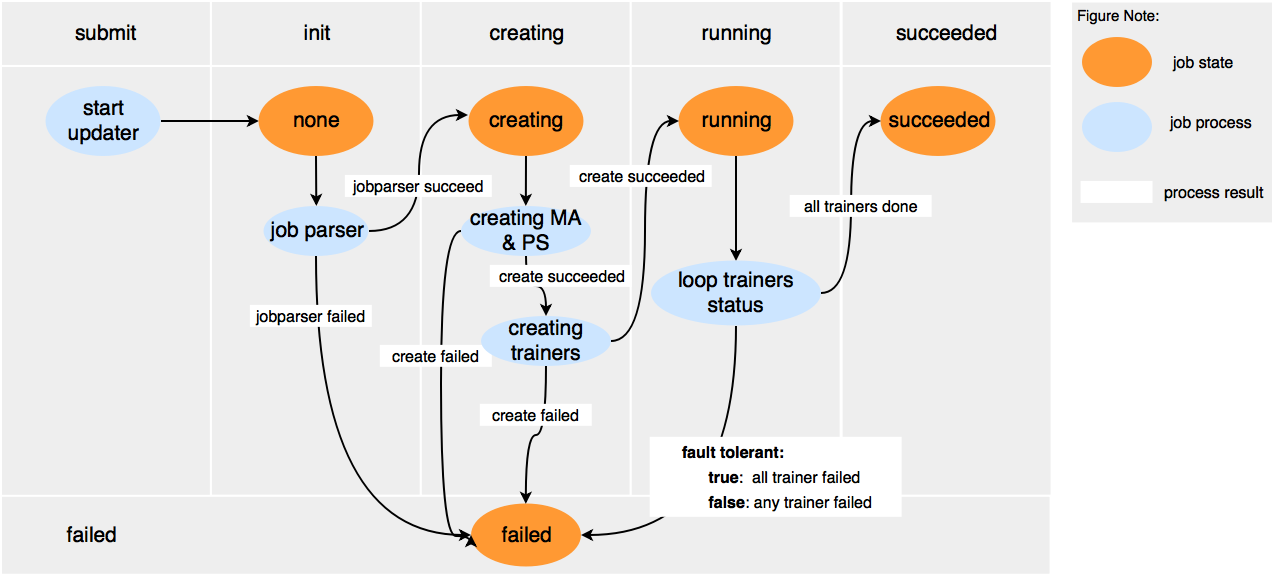 submit
init
creating
running
succeeded
Figure Note:
job state
job process
process result
start
updater
none
creating
running
succeeded
create succeeded
jobparser succeed
all trainers done
job parser
creating MA
& PS
create succeeded
loop trainers
status
jobparser failed
creating
trainers
create failed
create failed
fault tolerant:
true: all trainer failed
false: any trainer failed
failed
failed